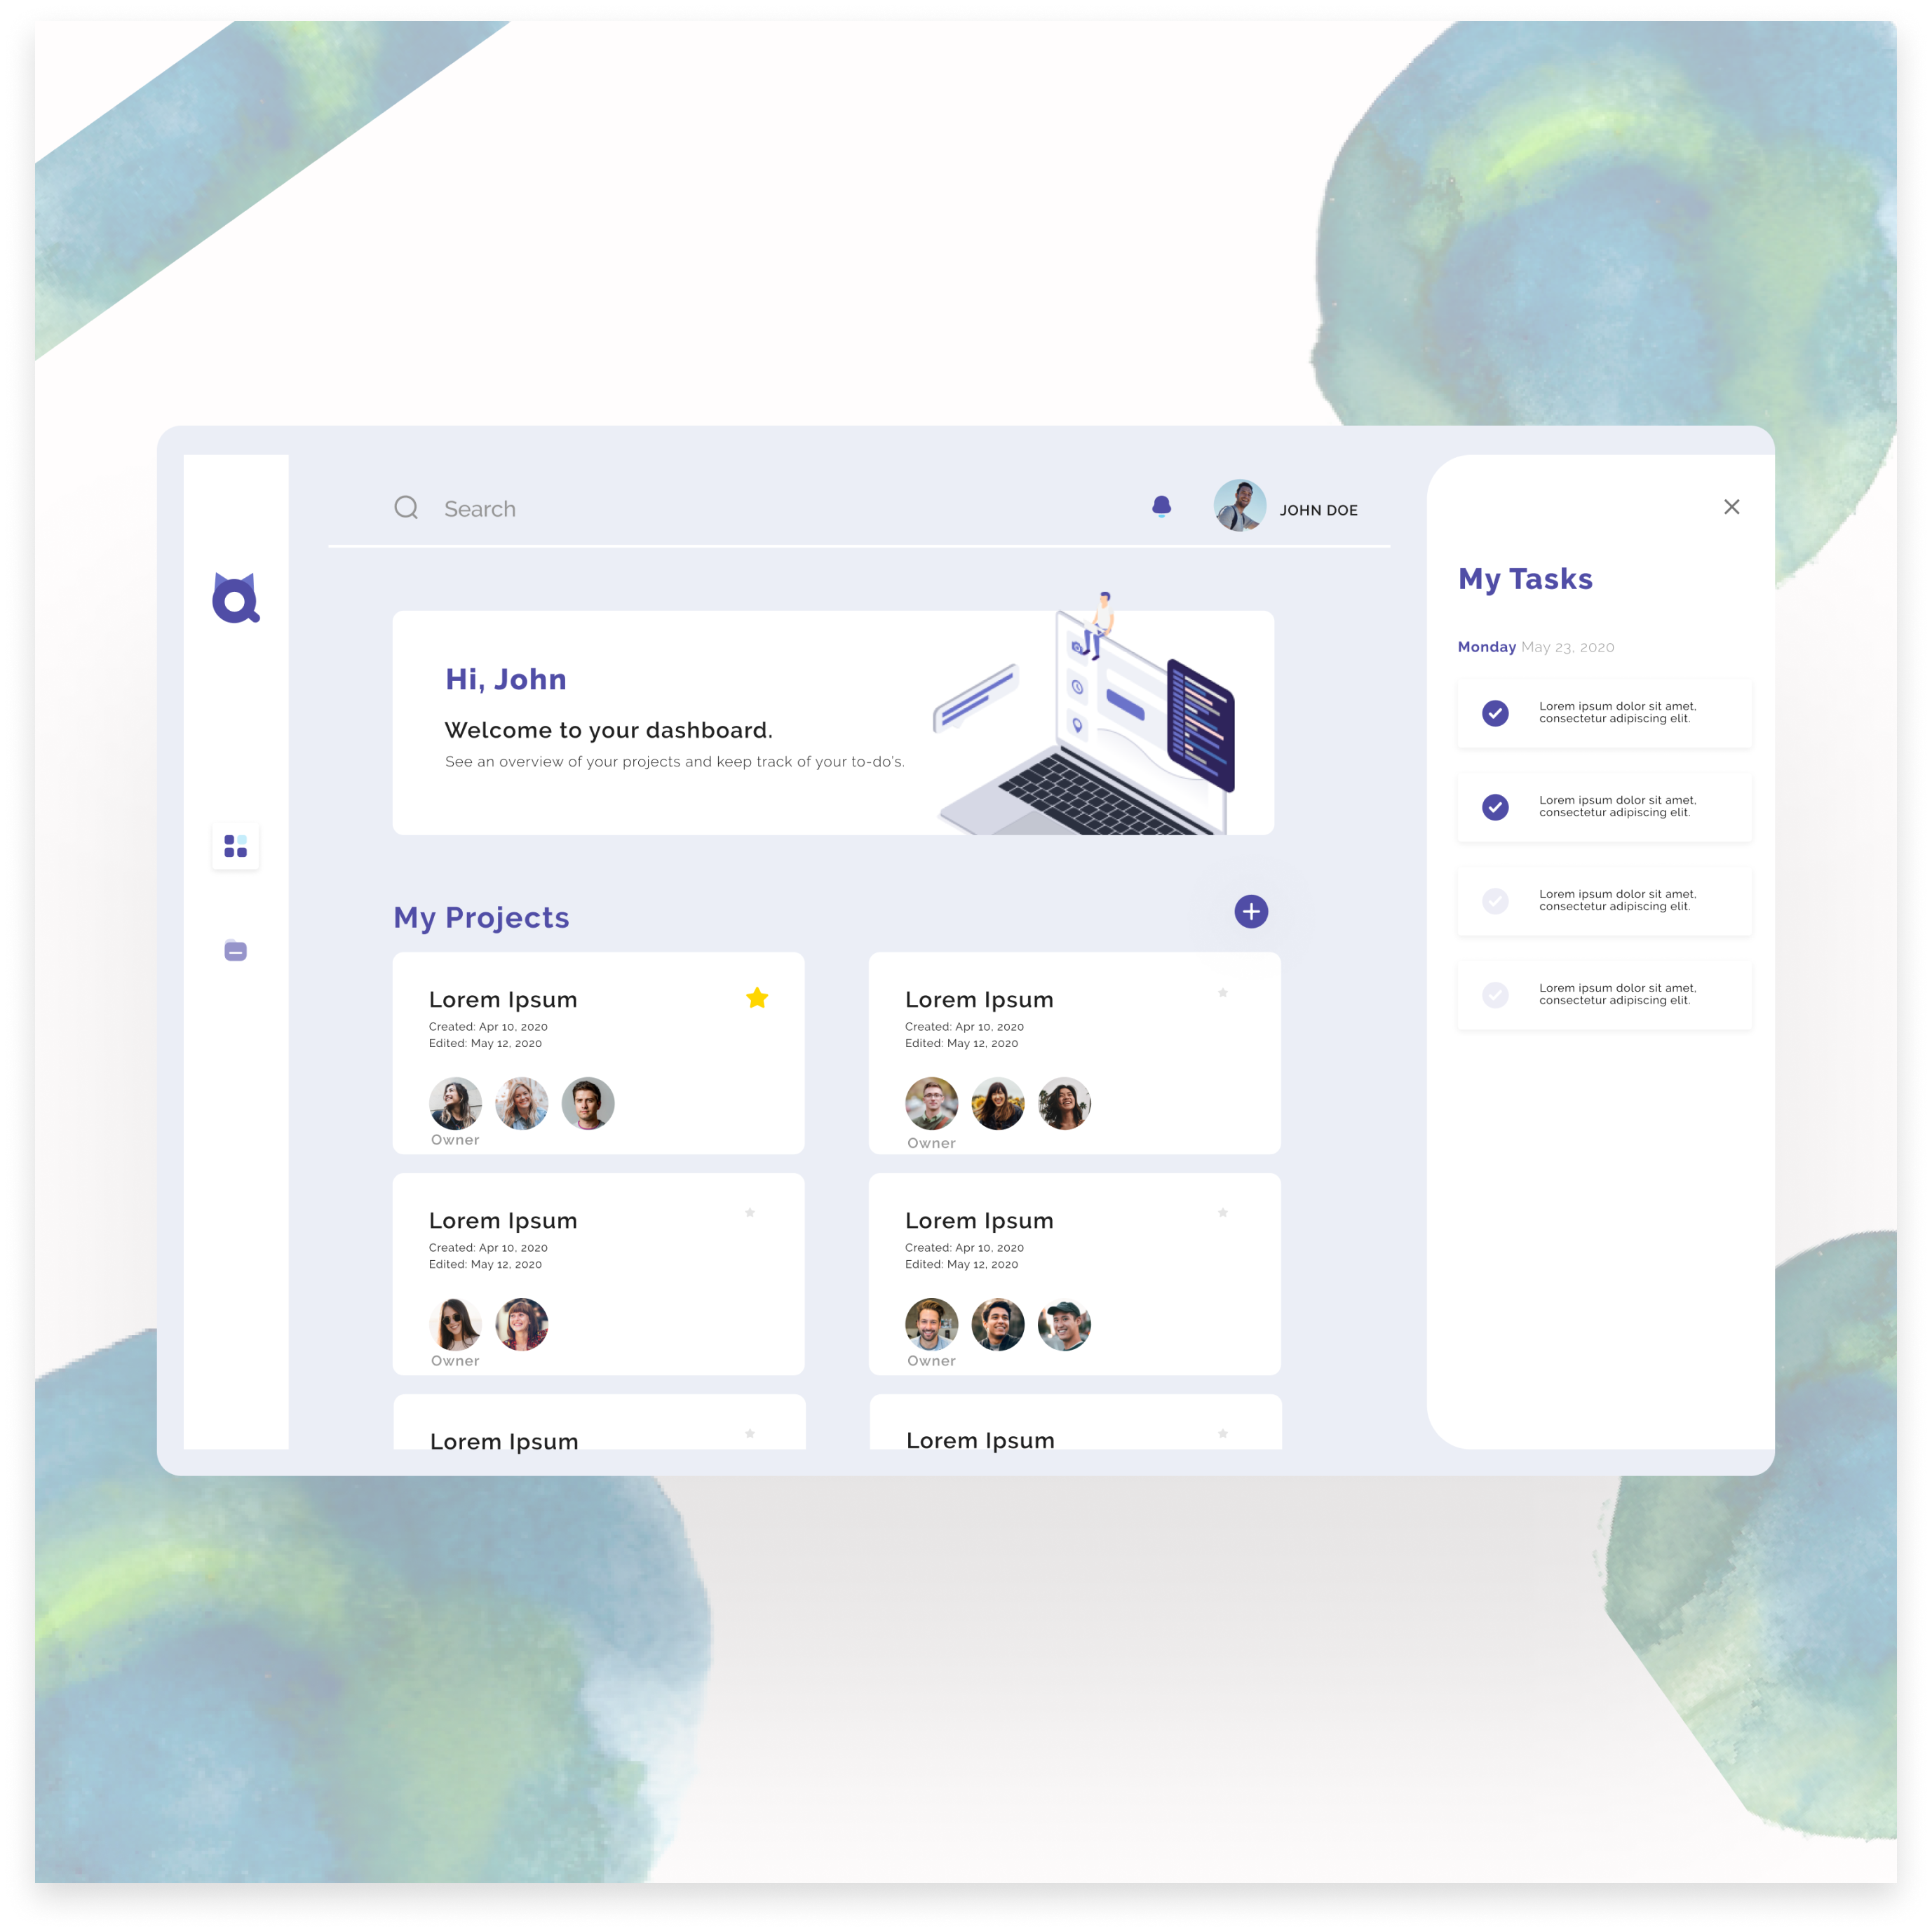 Search
JOHN DOE
Hi, John
Welcome to your dashboard.
See an overview of your projects and keep track of your to-do's.
My Projects
Lorem Ipsum
Created: Apr 10, 2020
Edited: May 12, 2020
Owner
Lorem Ipsum
Created: Apr 10, 2020
Edited: May 12, 2020
Owner
Lorem Ipsum
Created: Apr 10, 2020
Edited: May 12, 2020
Owner
Lorem Ipsum
Created: Apr 10, 2020
Edited: May 12, 2020
Owner
Lorem Ipsum
Lorem Ipsum
My Tasks
Monday May 23, 2020
Lorem ipsum dolor sit amet,
consectetur adipiscing elit.
Lorem ipsum dolor sit amet,
consectetur adipiscing elit.
Lorem ipsum dolor sit amet,
consectetur adipiscing elit.
Lorem ipsum dolor sit amet,
consectetur adipiscing elit.